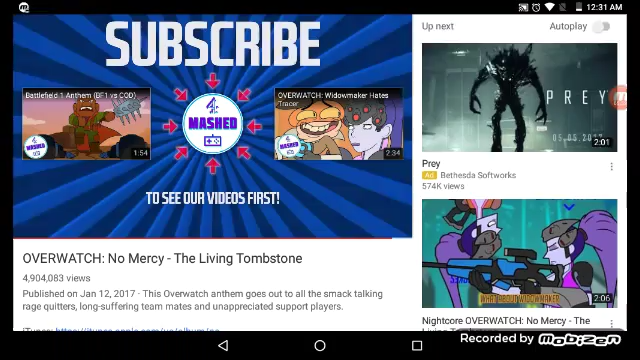 12:31 AM
SUBSCRIBE
Battlefield 1 Anthem (BF1 vs COD)
1:54
4
MASHED
OVERWATCH: Widowmaker Hates Tracer
2:34
TO SEE OUR VIDEOS FIRST!
OVERWATCH: No Mercy - The Living Tombstone
4,904,083 views
Published on Jan 12, 2017 · This Overwatch anthem goes out to all the smack talking
rage quitters, long-suffering team mates and unappreciated support players.
Up next
Autoplay
PREY
05.05.2017
2:01
Prey
Ad Bethesda Softworks
574K views
2:06
Nightcore OVERWATCH: No
Mercy - The
Recorded by Mobizen